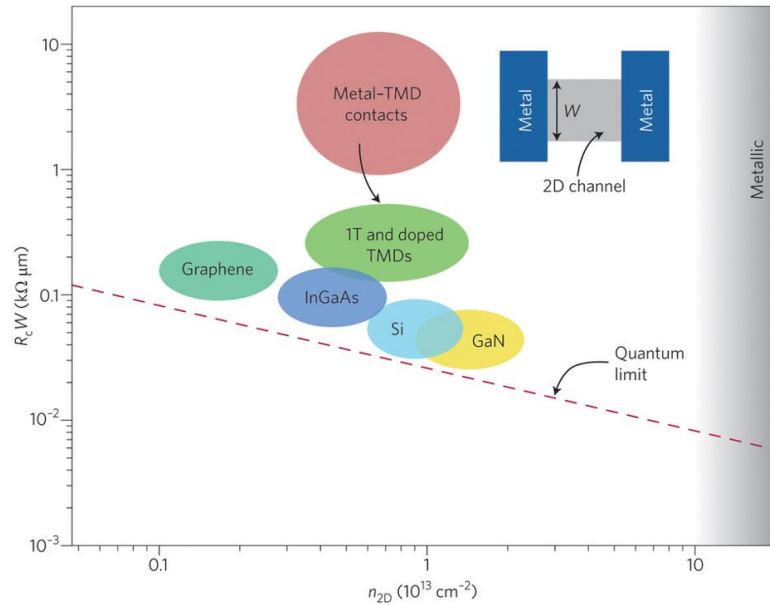 10
1
0.1
10⁻²
10⁻³
R_c W (kΩ μm)
Metal–TMD
contacts
1T and doped
TMDs
Graphene
InGaAs
Si
GaN
Quantum
limit
Metal
W
Metal
2D channel
Metallic
0.1
1
10
n_2D (10¹³ cm⁻²)